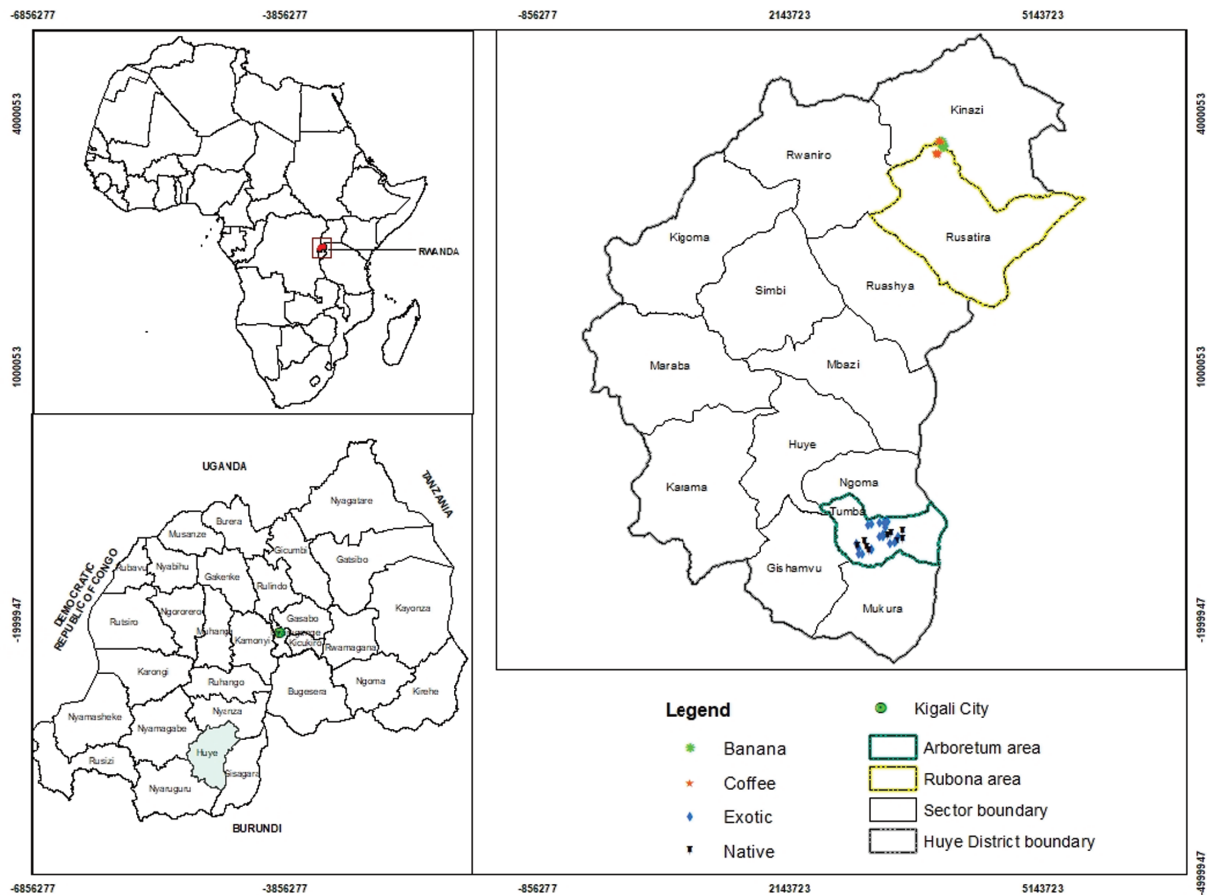 -6856277
-3856277
-856277
2143723
5143723
4000053
4000053
1000053
1000053
-1999947
-1999947
-4999947
RWANDA
UGANDA
TANZANIA
DEMOCRATIC
REPUBLIC OF CONGO
BURUNDI
Nyagatare
Burera
Musanze
Gicumbi
Gatsibo
Rubavu
Nyabihu
Gakenke
Rulindo
Kayonza
Rutsiro
Ngororero
Muhanga
Kamonyi
Gasabo
Kicukiro
Rwamagana
Karongi
Ruhango
Bugesera
Ngoma
Kirehe
Nyamasheke
Nyamagabe
Nyanza
Huye
Gisagara
Rusizi
Nyaruguru
Kinazi
Rwaniro
Kigoma
Rusatira
Simbi
Ruashya
Maraba
Mbazi
Huye
Karama
Ngoma
Tumba
Gishamvu
Mukura
Legend
Banana
Coffee
Exotic
Native
Kigali City
Arboretum area
Rubona area
Sector boundary
Huye District boundary
-6856277
-3856277
-856277
2143723
5143723